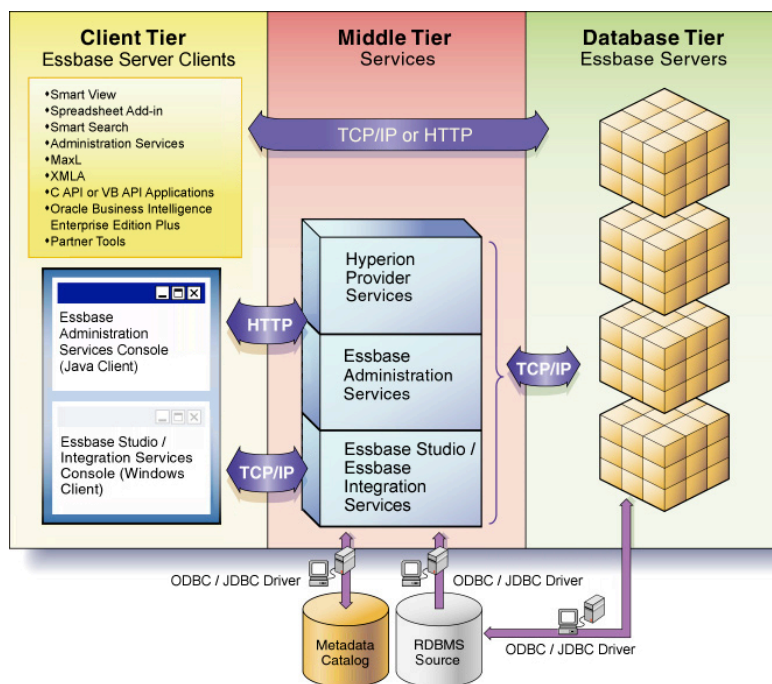 Client Tier
Essbase Server Clients
Middle Tier
Services
Database Tier
Essbase Servers
•Smart View
•Spreadsheet Add-in
•Smart Search
•Administration Services
•MaxL
•XMLA
•C API or VB API Applications
•Oracle Business Intelligence
Enterprise Edition Plus
•Partner Tools
TCP/IP or HTTP
Essbase
Administration
Services Console
(Java Client)
HTTP
Hyperion
Provider
Services
Essbase
Administration
Services
TCP/IP
Essbase Studio /
Integration Services
Console (Windows
Client)
TCP/IP
Essbase Studio /
Essbase
Integration
Services
ODBC / JDBC Driver
ODBC / JDBC Driver
Metadata
Catalog
RDBMS
Source
ODBC / JDBC Driver